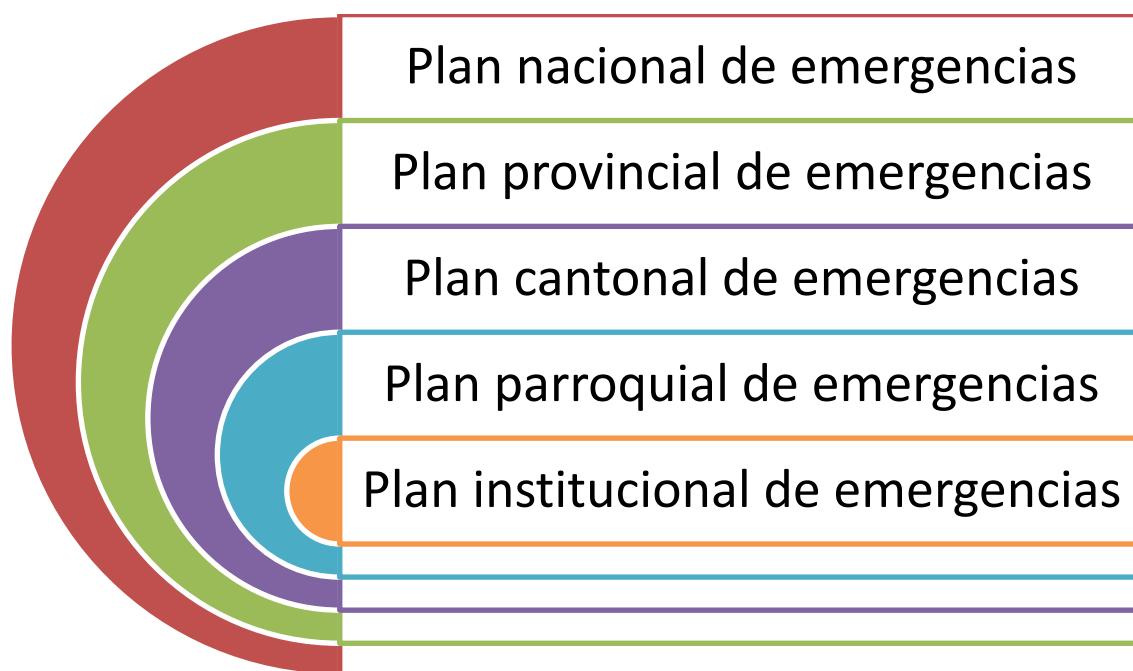 Plan nacional de emergencias
Plan provincial de emergencias
Plan cantonal de emergencias
Plan parroquial de emergencias
Plan institucional de emergencias